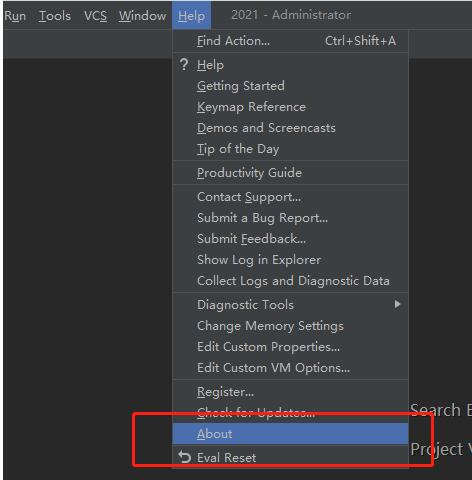 Run Tools VCS Window Help 2021 - Administrator
Find Action... Ctrl+Shift+A
? Help
Getting Started
Keymap Reference
Demos and Screencasts
Tip of the Day
Productivity Guide
Contact Support...
Submit a Bug Report...
Submit Feedback...
Show Log in Explorer
Collect Logs and Diagnostic Data
Diagnostic Tools
Change Memory Settings
Edit Custom Properties...
Edit Custom VM Options...
Register...
Search E
Check for Updates...
About
Project V
Eval Reset